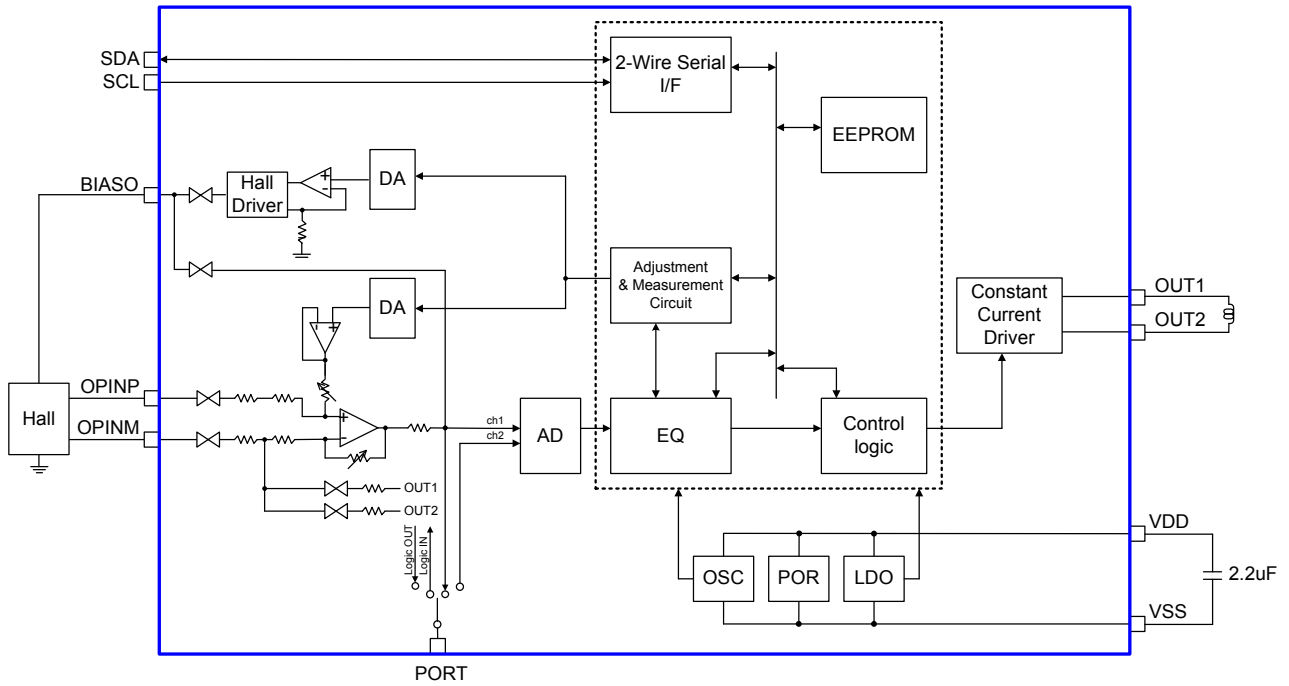 SDA
SCL
2-Wire Serial
I/F
EEPROM
BIASO
Hall
Driver
+
-
DA
Adjustment
& Measurement
Circuit
DA
-
+
Constant
Current
Driver
OUT1
OUT2
OPINP
OPINM
Hall
+
-
ch1
ch2
AD
EQ
Control
logic
OUT1
OUT2
Logic OUT
Logic IN
OSC
POR
LDO
VDD
VSS
2.2uF
PORT